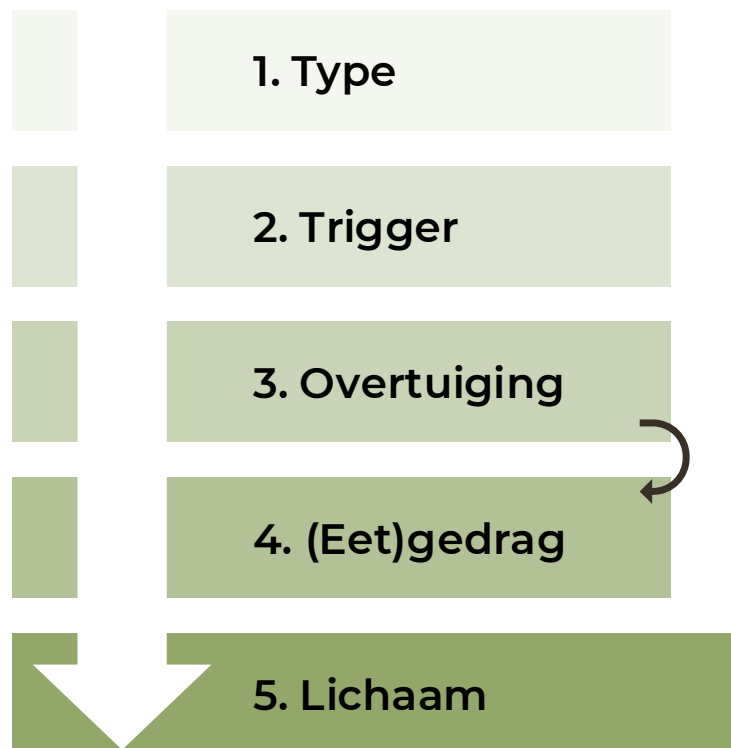 1. Type
2. Trigger
3. Overtuiging
4. (Eet)gedrag
5. Lichaam